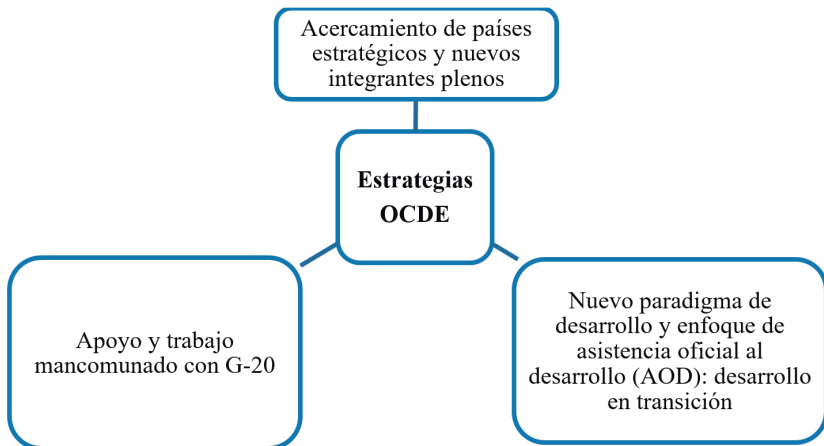 Acercamiento de países
estratégicos y nuevos
integrantes plenos
Estrategias
OCDE
Apoyo y trabajo
mancomunado con G-20
Nuevo paradigma de
desarrollo y enfoque de
asistencia oficial al
desarrollo (AOD): desarrollo
en transición